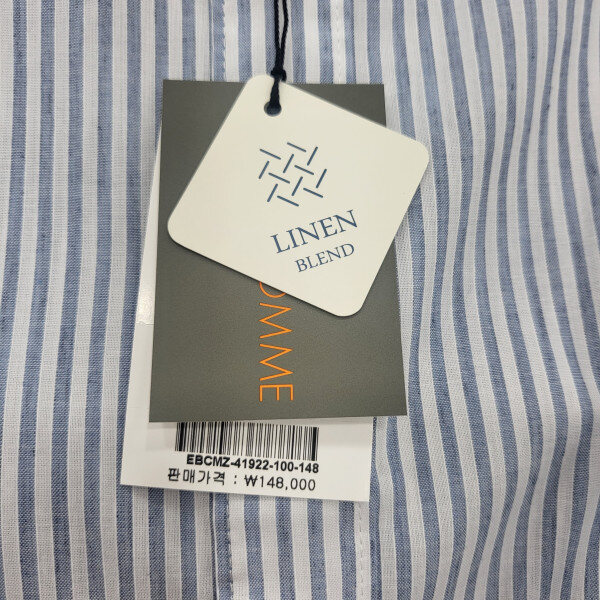 LINEN
BLEND
OMME
EBCMZ-41922-100-148
판매가격 : ₩148,000